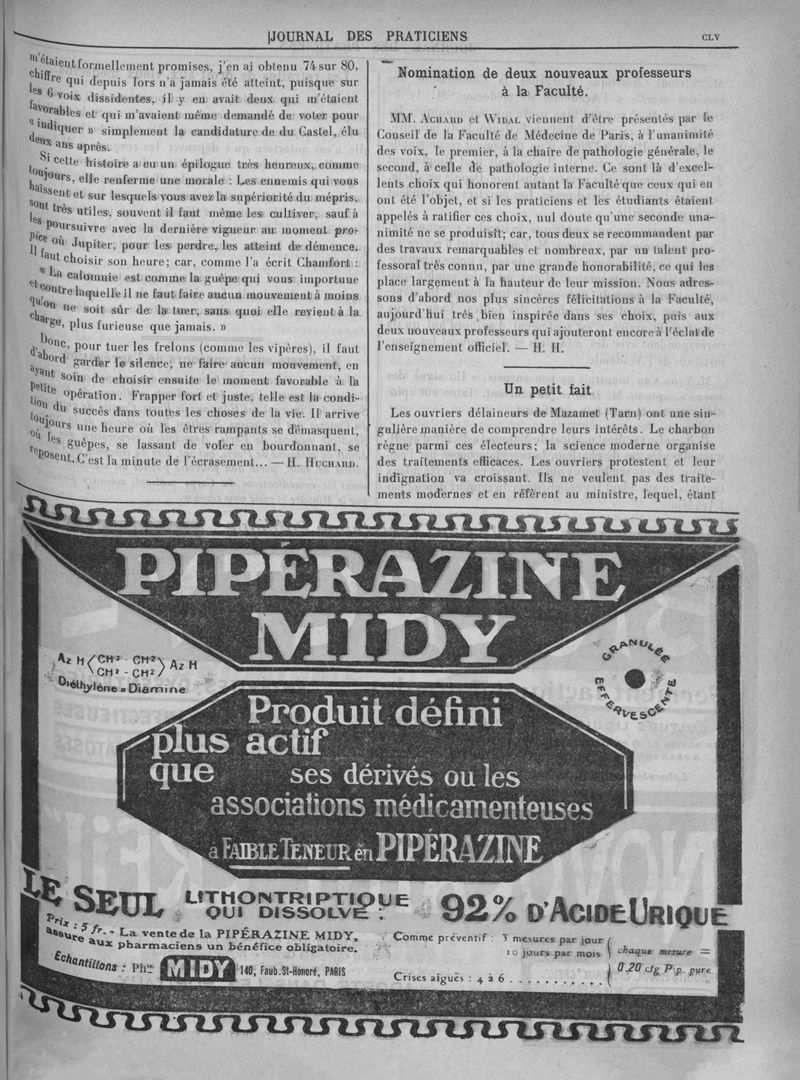 JOURNAL DES PRATICIENS
CLV
m'étaient formellement promises, j'en ai obtenu 74 sur 80,
chiffre qui depuis lors n'a jamais été atteint, puisque sur
les 6 voix dissidentes, il y en avait deux qui m'étaient
favorables et qui m'avaient même demandé de voter pour
« indiquer » simplement la candidature de du Castel, élu
deux ans après.
Si cette histoire a eu un épilogue très heureux, comme
toujours, elle renferme une morale : Les ennemis qui vous
haïssent et sur lesquels vous avez la supériorité du mépris,
sont très utiles, souvent il faut même les cultiver, sauf à
les poursuivre avec la dernière vigueur au moment pro-
pice où Jupiter, pour les perdre, les atteint de démence.
Il faut choisir son heure; car, comme l'a écrit Chamfort :
« La calomnie est comme la guêpe qui vous importune
et contre laquelle il ne faut faire aucun mouvement à moins
qu'on ne soit sûr de la tuer, sans quoi elle revient à la
charge, plus furieuse que jamais. »
Donc, pour tuer les frelons (comme les vipères), il faut
d'abord garder le silence, ne faire aucun mouvement, en
ayant soin de choisir ensuite le moment favorable à la
petite opération. Frapper fort et juste, telle est la condi-
tion du succès dans toutes les choses de la vie. Il arrive
toujours une heure où les êtres rampants se démasquent,
où les guêpes, se lassant de voler en bourdonnant, se
reposent. C'est la minute de l'écrasement... — H. HUCHARD.
Nomination de deux nouveaux professeurs
à la Faculté.
MM. ACHARD et WIDAL viennent d'être présentés par le
Conseil de la Faculté de Médecine de Paris, à l'unanimité
des voix, le premier, à la chaire de pathologie générale, le
second, à celle de pathologie interne. Ce sont là d'excel-
lents choix qui honorent autant la Faculté que ceux qui en
ont été l'objet, et si les praticiens et les étudiants étaient
appelés à ratifier ces choix, nul doute qu'une seconde una-
nimité ne se produisît; car, tous deux se recommandent par
des travaux remarquables et nombreux, par un talent pro-
fessoral très connu, par une grande honorabilité, ce qui les
place largement à la hauteur de leur mission. Nous adres-
sons d'abord nos plus sincères félicitations à la Faculté,
aujourd'hui très bien inspirée dans ses choix, puis aux
deux nouveaux professeurs qui ajouteront encore à l'éclat de
l'enseignement officiel. — H. H.
Un petit fait
Les ouvriers délaineurs de Mazamet (Tarn) ont une sin-
gulière manière de comprendre leurs intérêts. Le charbon
règne parmi ces électeurs; la science moderne organise
des traitements efficaces. Les ouvriers protestent et leur
indignation va croissant. Ils ne veulent pas des traite-
ments modernes et en réfèrent au ministre, lequel, étant
PIPÉRAZINE
MIDY
Az H ⟨CH² - CH²⟩ Az H
CH² - CH²
Diéthylène = Diamine
GRANULÉE
EFFERVESCENTE
Produit défini
plus actif
que ses dérivés ou les
associations médicamenteuses
à FAIBLE TENEUR en PIPÉRAZINE
LE SEUL LITHONTRIPTIQUE
QUI DISSOLVE : 92% D'ACIDE URIQUE
Prix : 5 fr. - La vente de la PIPÉRAZINE MIDY,
assure aux pharmaciens un bénéfice obligatoire.
Echantillons : Phie MIDY 140, Faub. St-Honoré, PARIS
Comme préventif : 3 mesures par jour
10 jours par mois
Crises aiguës : 4 à 6 ...........
chaque mesure =
0.20 ctg Pip. pure